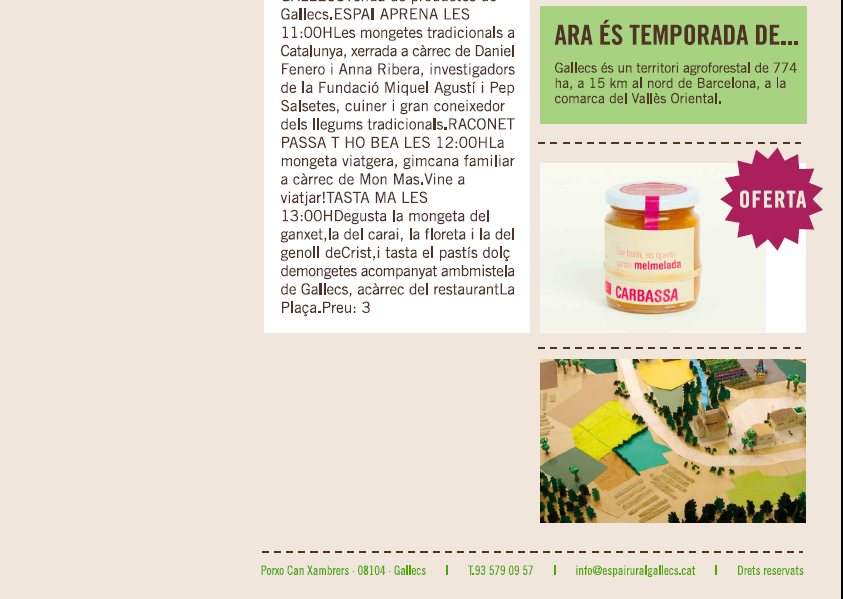 Gallecs.ESPAI APRENA LES
11:00HLes mongetes tradicionals a
Catalunya, xerrada a càrrec de Daniel
Fenero i Anna Ribera, investigadors
de la Fundació Miquel Agustí i Pep
Salsetes, cuiner i gran coneixedor
dels llegums tradicionals.RACONET
PASSA T HO BEA LES 12:00HLa
mongeta viatgera, gimcana familiar
a càrrec de Mon Mas.Vine a
viatjar!TASTA MA LES
13:00HDegusta la mongeta del
ganxet,la del carai, la floreta i la del
genoll deCrist,i tasta el pastís dolç
demongetes acompanyat ambmistela
de Gallecs, acàrrec del restaurantLa
Plaça.Preu: 3
ARA ÉS TEMPORADA DE...
Gallecs és un territori agroforestal de 774
ha, a 15 km al nord de Barcelona, a la
comarca del Vallès Oriental.
OFERTA
Del hada, es queda
melmelada
CARBASSA
Porxo Can Xambrers · 08104 · Gallecs | T.93 579 09 57 | info@espairuralgallecs.cat | Drets reservats